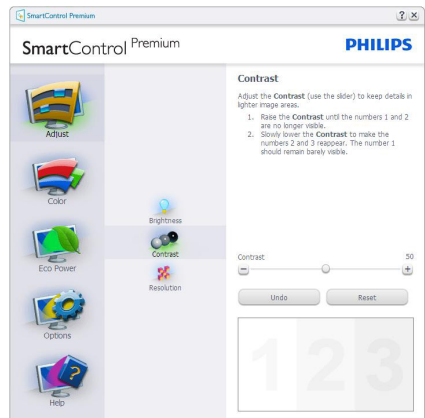 SmartControl Premium
? x
SmartControl Premium
PHILIPS
Adjust
Color
Eco Power
Options
Help
Brightness
Contrast
Resolution
Contrast
Adjust the Contrast (use the slider) to keep details in
lighter image areas.
1. Raise the Contrast until the numbers 1 and 2
are no longer visible.
2. Slowly lower the Contrast to make the
numbers 2 and 3 reappear. The number 1
should remain barely visible.
Contrast 50
Undo Reset
1 2 3